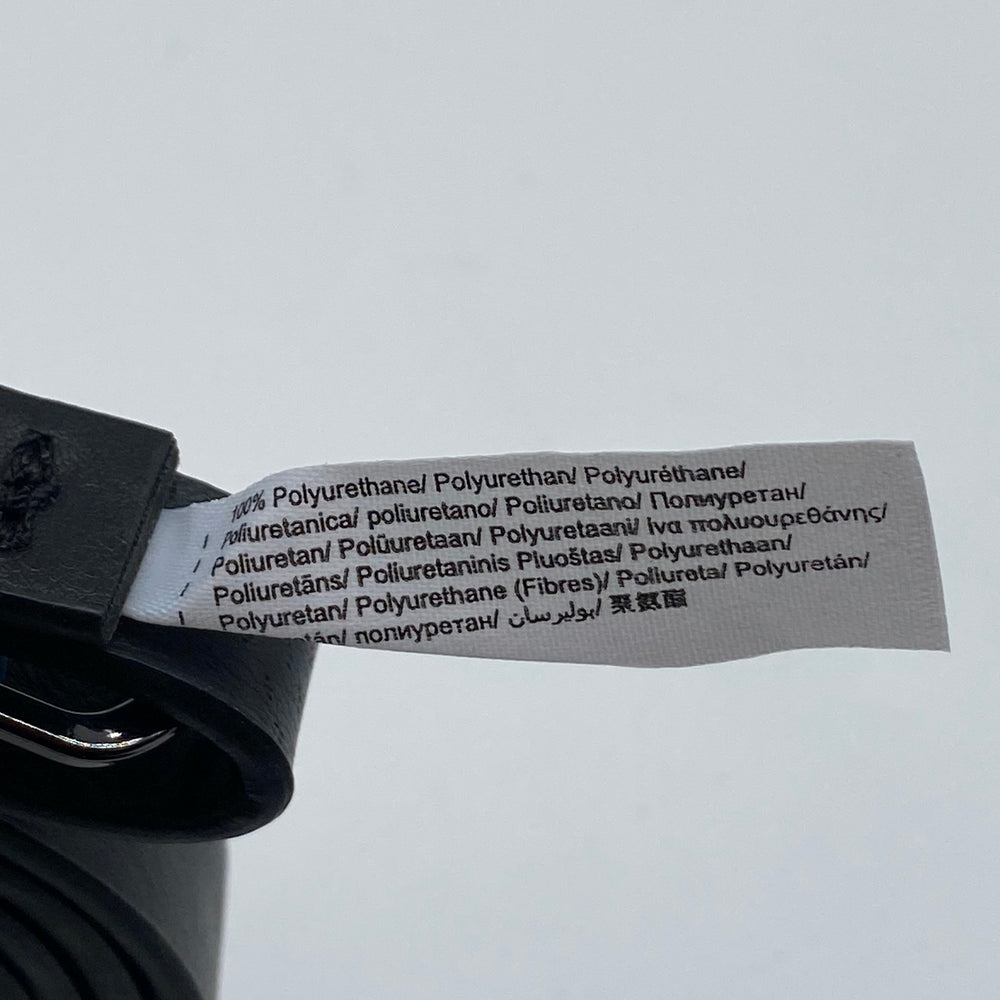 100% Polyurethane/ Polyurethan/ Polyuréthane/
Poliuretanica/ poliuretano/ Poliuretano/ Полиуретан/
Poliuretan/ Polüuretaan/ Polyuretaani/ Ινα πολυουρεθάνης/
Poliuretāns/ Poliuretaninis Pluoštas/ Polyurethaan/
Polyuretan/ Polyurethane (Fibres)/ Poliureta/ Polyuretán/
полиуретан/ بوليرسان/ 聚氨酯